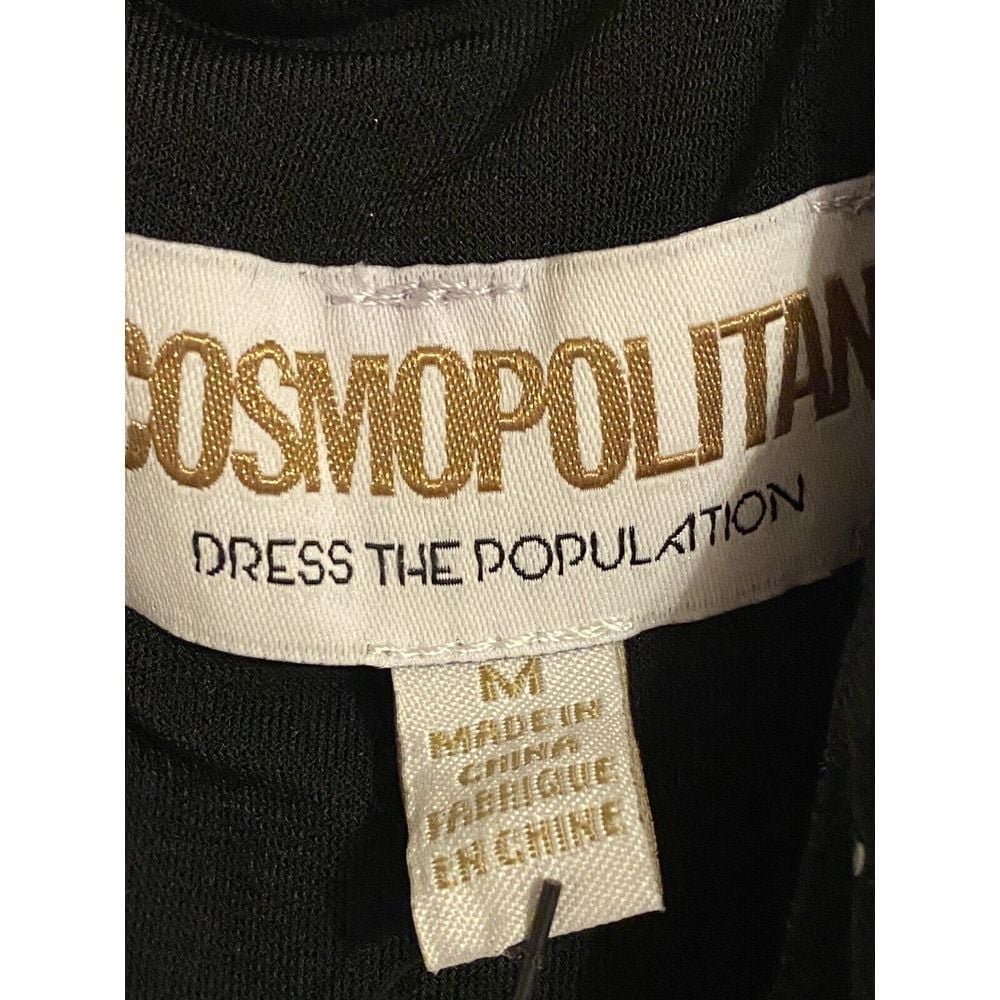 COSMOPOLITAN
DRESS THE POPULATION
M
MADE IN
CHINA
FABRIQUE
EN CHINE